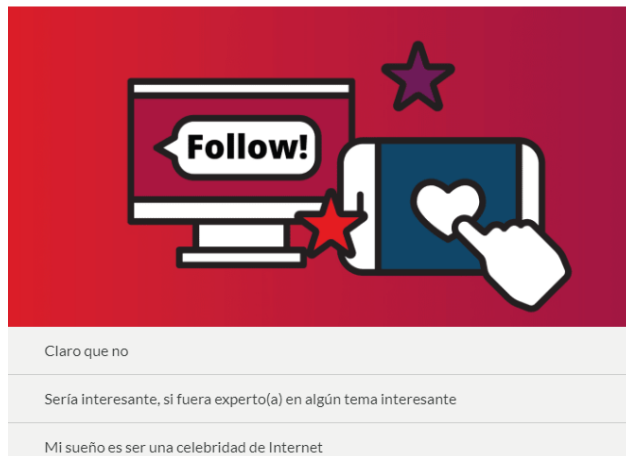 Follow!
Claro que no
Sería interesante, si fuera experto(a) en algún tema interesante
Mi sueño es ser una celebridad de Internet